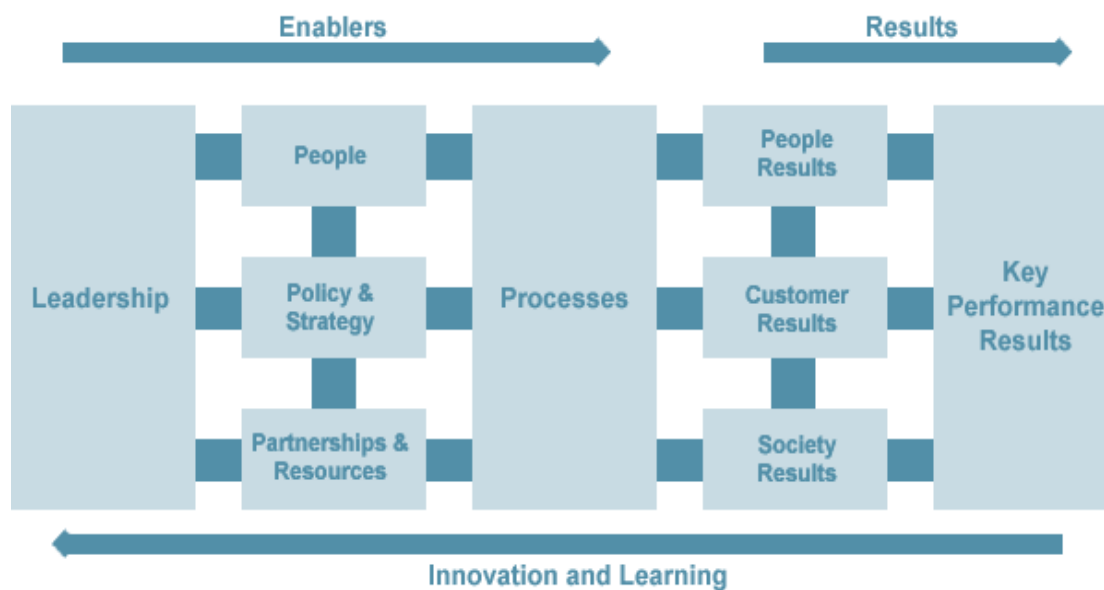 Enablers
Results
Leadership
People
Policy &
Strategy
Partnerships &
Resources
Processes
People
Results
Customer
Results
Society
Results
Key
Performance
Results
Innovation and Learning